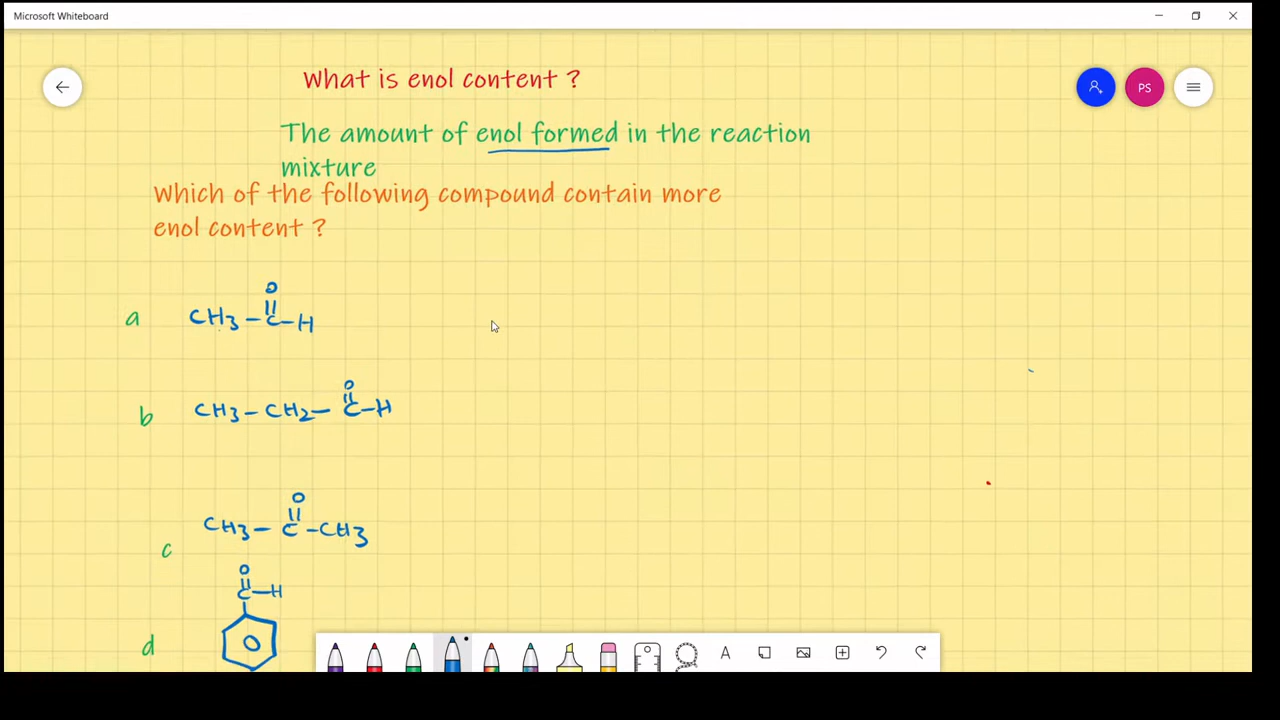 Microsoft Whiteboard
What is enol content ?
PS
The amount of enol formed in the reaction
mixture
Which of the following compound contain more
enol content ?
O
a CH3 - C - H
O
b CH3 - CH2 - C - H
O
CH3 - C - CH3
c
O
C - H
d
A